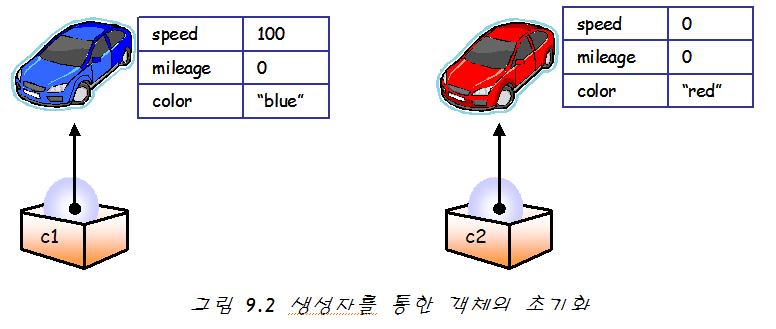 speed 100
mileage 0
color “blue”
speed 0
mileage 0
color “red”
c1
c2
그림 9.2 생성자를 통한 객체의 초기화